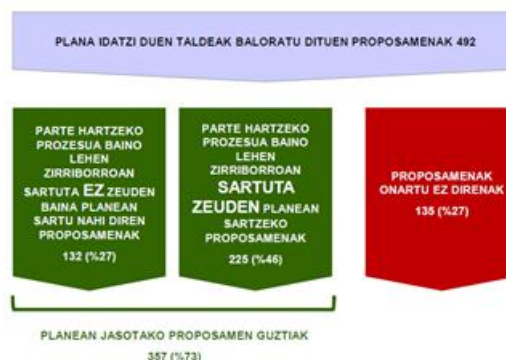 PLANA IDATZI DUEN TALDEAK BALORATU DITUEN PROPOSAMENAK 492
PARTE HARTZEKO
PROZESUA BAINO
LEHEN
ZIRRIBORROAN
SARTUTA EZ ZEUDEN
BAINA PLANEAN
SARTU NAHI DIREN
PROPOSAMENAK
132 (%27)
PARTE HARTZEKO
PROZESUA BAINO
LEHEN
ZIRRIBORROAN
SARTUTA
ZEUDEN PLANEAN
SARTZEKO
PROPOSAMENAK
225 (%46)
PROPOSAMENAK
ONARTU EZ DIRENAK
135 (%27)
PLANEAN JASOTAKO PROPOSAMEN GUZTIAK
357 (%73)